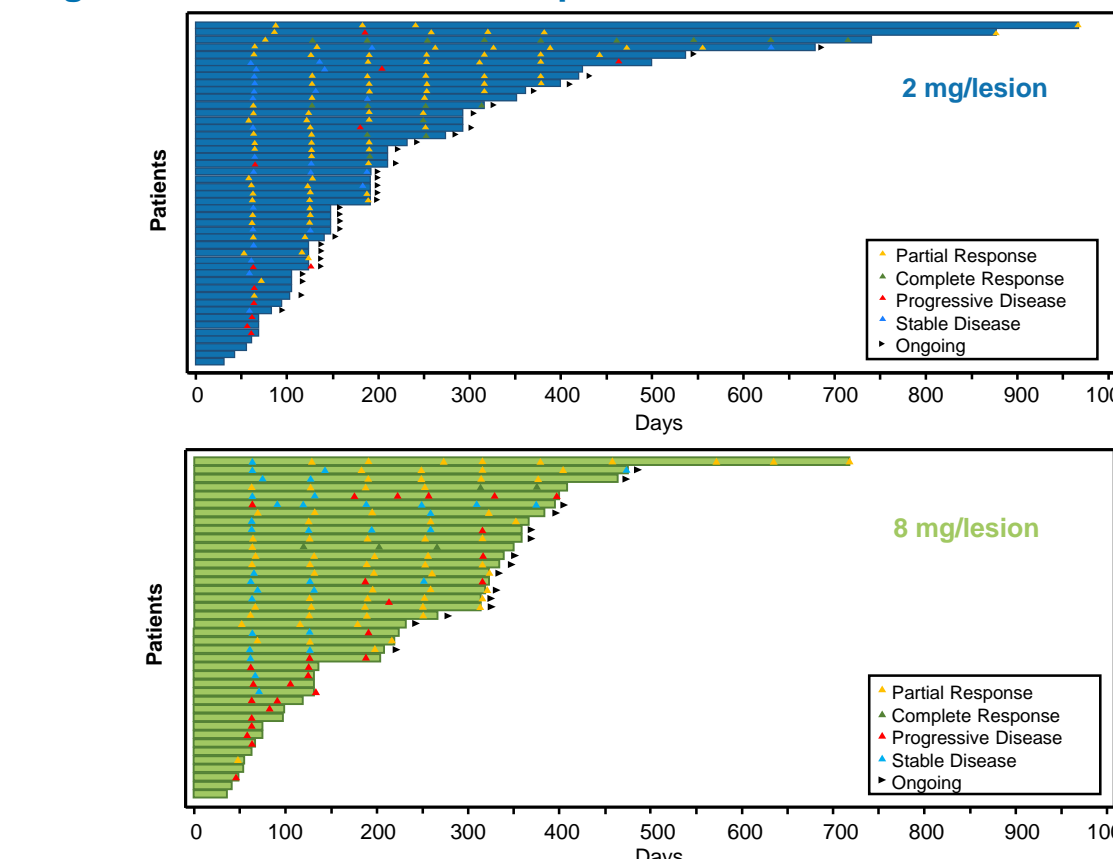 2 mg/lesion
Patients
Partial Response
Complete Response
Progressive Disease
Stable Disease
Ongoing
0 100 200 300 400 500 600 700 800 900
Days
8 mg/lesion
Patients
Partial Response
Complete Response
Progressive Disease
Stable Disease
Ongoing
0 100 200 300 400 500 600 700 800 900
Days